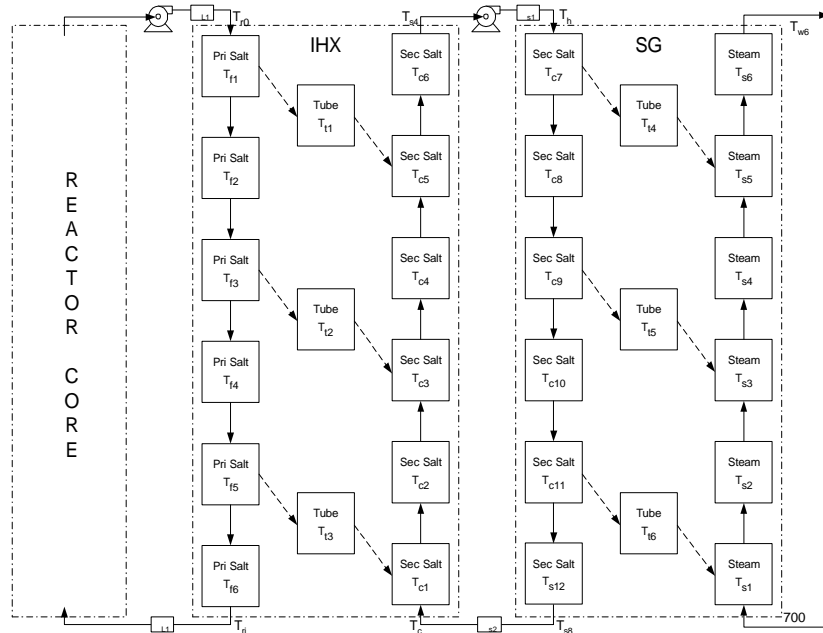 L1
T_r0
T_s4
s1
T_h
T_w6
IHX
SG
REACTOR CORE
Pri Salt
T_f1
Pri Salt
T_f2
Pri Salt
T_f3
Pri Salt
T_f4
Pri Salt
T_f5
Pri Salt
T_f6
Tube
T_t1
Tube
T_t2
Tube
T_t3
Sec Salt
T_c6
Sec Salt
T_c5
Sec Salt
T_c4
Sec Salt
T_c3
Sec Salt
T_c2
Sec Salt
T_c1
Sec Salt
T_c7
Sec Salt
T_c8
Sec Salt
T_c9
Sec Salt
T_c10
Sec Salt
T_c11
Sec Salt
T_s12
Tube
T_t4
Tube
T_t5
Tube
T_t6
Steam
T_s6
Steam
T_s5
Steam
T_s4
Steam
T_s3
Steam
T_s2
Steam
T_s1
L1
T_ri
T_c
s2
T_s8
700